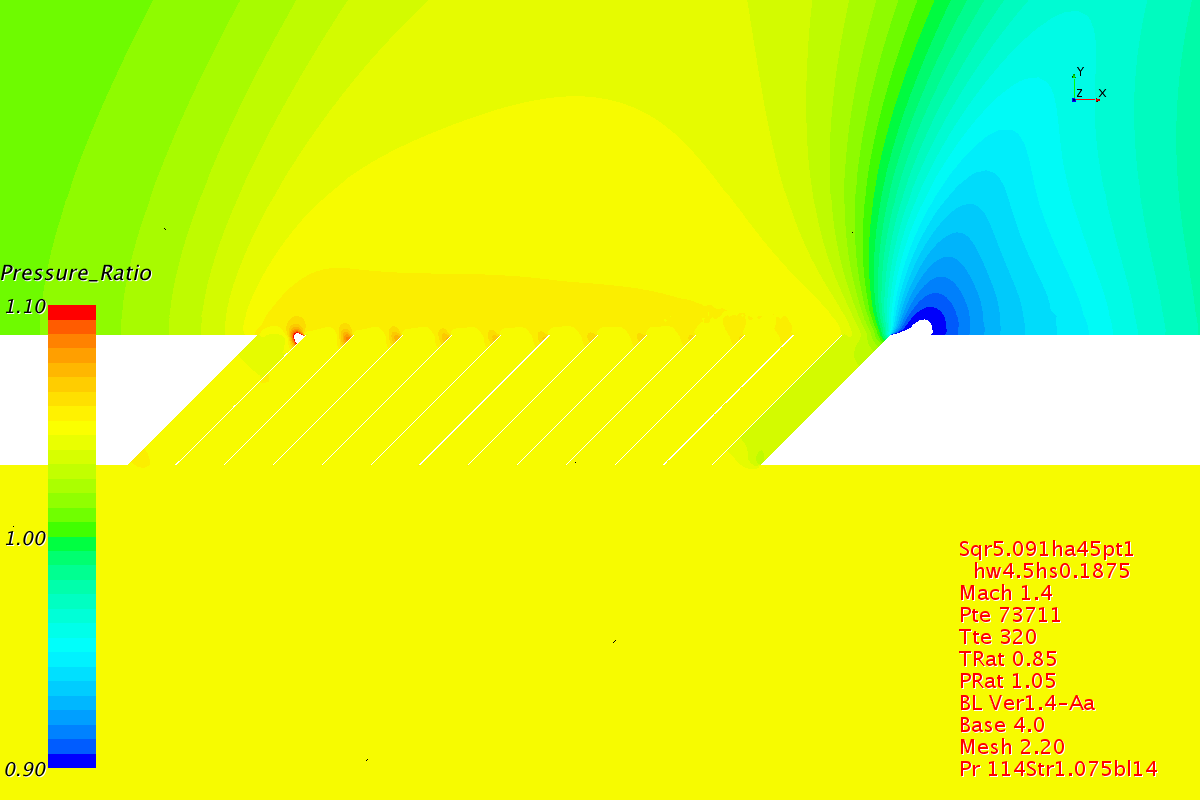 Y
Z X
Pressure_Ratio
1.10
1.00
0.90
Sqr5.091ha45pt1
hw4.5hs0.1875
Mach 1.4
Pte 73711
Tte 320
TRat 0.85
PRat 1.05
BL Ver1.4-Aa
Base 4.0
Mesh 2.20
Pr 114Str1.075bl14